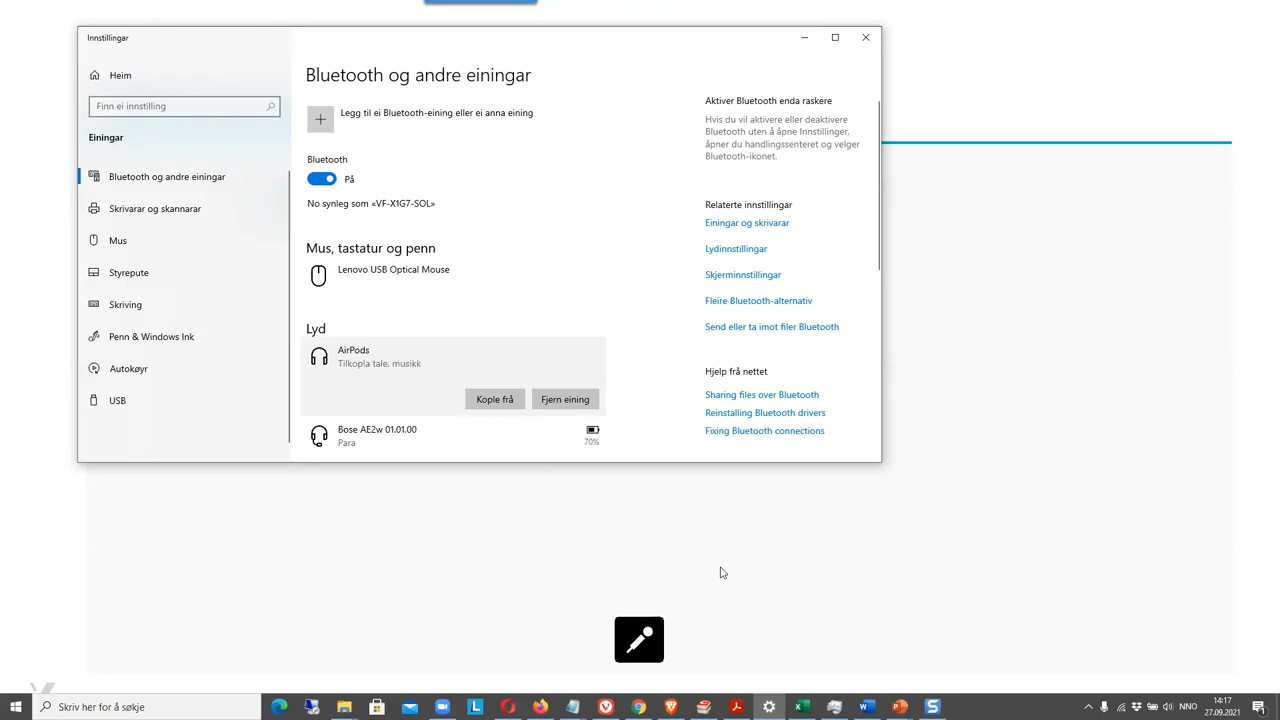 Innstillingar
Heim
Finn ei innstilling
Einingar
Bluetooth og andre einingar
Skrivarar og skannarar
Mus
Styrepute
Skriving
Penn & Windows Ink
Autokøyr
USB
Bluetooth og andre einingar
Legg til ei Bluetooth-eining eller ei anna eining
Bluetooth
På
No synleg som «VF-X1G7-SOL»
Mus, tastatur og penn
Lenovo USB Optical Mouse
Lyd
AirPods
Tilkopla tale, musikk
Kople frå
Fjern eining
Bose AE2w 01.01.00
Para
70%
Aktiver Bluetooth enda raskere
Hvis du vil aktivere eller deaktivere
Bluetooth uten å åpne Innstillinger,
åpner du handlingssenteret og velger
Bluetooth-ikonet.
Relaterte innstillingar
Einingar og skrivarar
Lydinnstillingar
Skjerminnstillingar
Fleire Bluetooth-alternativ
Send eller ta imot filer Bluetooth
Hjelp frå nettet
Sharing files over Bluetooth
Reinstalling Bluetooth drivers
Fixing Bluetooth connections
Skriv her for å søkje
NNO
14:17
27.09.2021